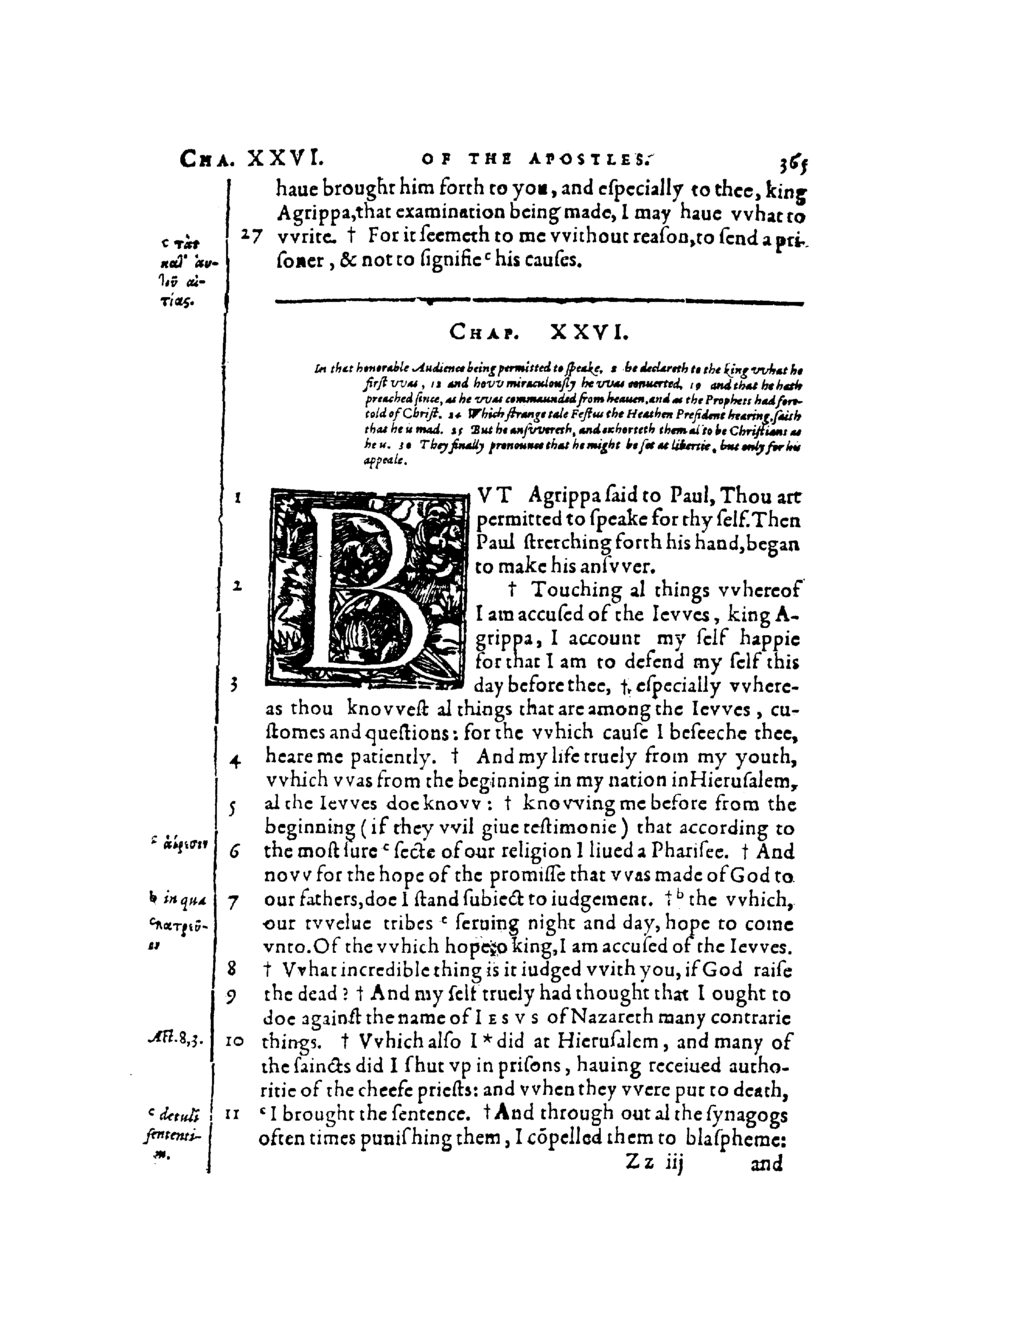 CHA. XXVI. OF THE APOSTLES. 365
haue brought him forth to you, and eſpecially to thee, king
Agrippa,that examination being made, I may haue vvhat to
27 vvrite. † For it ſeemeth to me vvithout reaſon,to ſend a pri-
ſoner, & not to ſignifie ᶜ his cauſes.
ᶜ τὰς
κατ' αὐ-
τοῦ αἰ-
τίας.
CHAP. XXVI.
In that honorable Audience being permitted to ſpeake, 2 he declareth to the king vvhat he
firſt vvas, 12 and hovv miraculouſly he vvas conuerted, 19 and that he hath
preached ſince, as he vvas commaunded from heauen,and as the Prophets had fore-
told of Chriſt. 24 Which ſtrange tale Feſtus the Heathen Preſident hearing,ſaith
that he is mad. 25 But he anſvvereth, and exhorteth them al to be Chriſtians as
he is. 30 They finally pronounce that he might be ſet at libertie, but only for his
appeale.
1 BVT Agrippa ſaid to Paul, Thou art
permitted to ſpeake for thy ſelf.Then
Paul ſtretching forth his hand,began
to make his anſvver.
2 † Touching al things vvhereof
I am accuſed of the Ievves, king A-
grippa, I account my ſelf happie
for that I am to defend my ſelf this
3 day before thee, †, eſpecially vvhere-
as thou knovveſt al things that are among the Ievves, cu-
ſtomes and queſtions: for the vvhich cauſe I beſeeche thee,
4 heare me patiently. † And my life truely from my youth,
vvhich vvas from the beginning in my nation in Hieruſalem,
5 al the Ievves doe knovv: † knovving me before from the
beginning (if they vvil giue teſtimonie) that according to
ᶜ αἵρεσιν
6 the moſt ſure ᶜ ſecte of our religion I liued a Phariſee. † And
novv for the hope of the promiſſe that vvas made of God to
ᵇ in qua
7 our fathers,doe I ſtand ſubiect to iudgement. † ᵇ the vvhich,
ᶜ λατρεῦ-
our tvvelue tribes ᶜ ſeruing night and day, hope to come
vnto.Of the vvhich hope,o king,I am accuſed of the Ievves.
8 † Vvhat incredible thing is it iudged vvith you, if God raiſe
9 the dead? † And my ſelf truely had thought that I ought to
doe againſt the name of IESVS of Nazareth many contrarie
Act.8,3.
10 things. † Vvhich alſo I * did at Hieruſalem, and many of
the ſaincts did I ſhut vp in priſons, hauing receiued autho-
ritie of the cheefe prieſts: and vvhen they vvere put to death,
ᶜ detuli
ſententi-
m.
11 ᶜ I brought the ſentence. † And through out al the ſynagogs
often times puniſhing them, I cōpelled them to blaſpheme:
Zz iij and